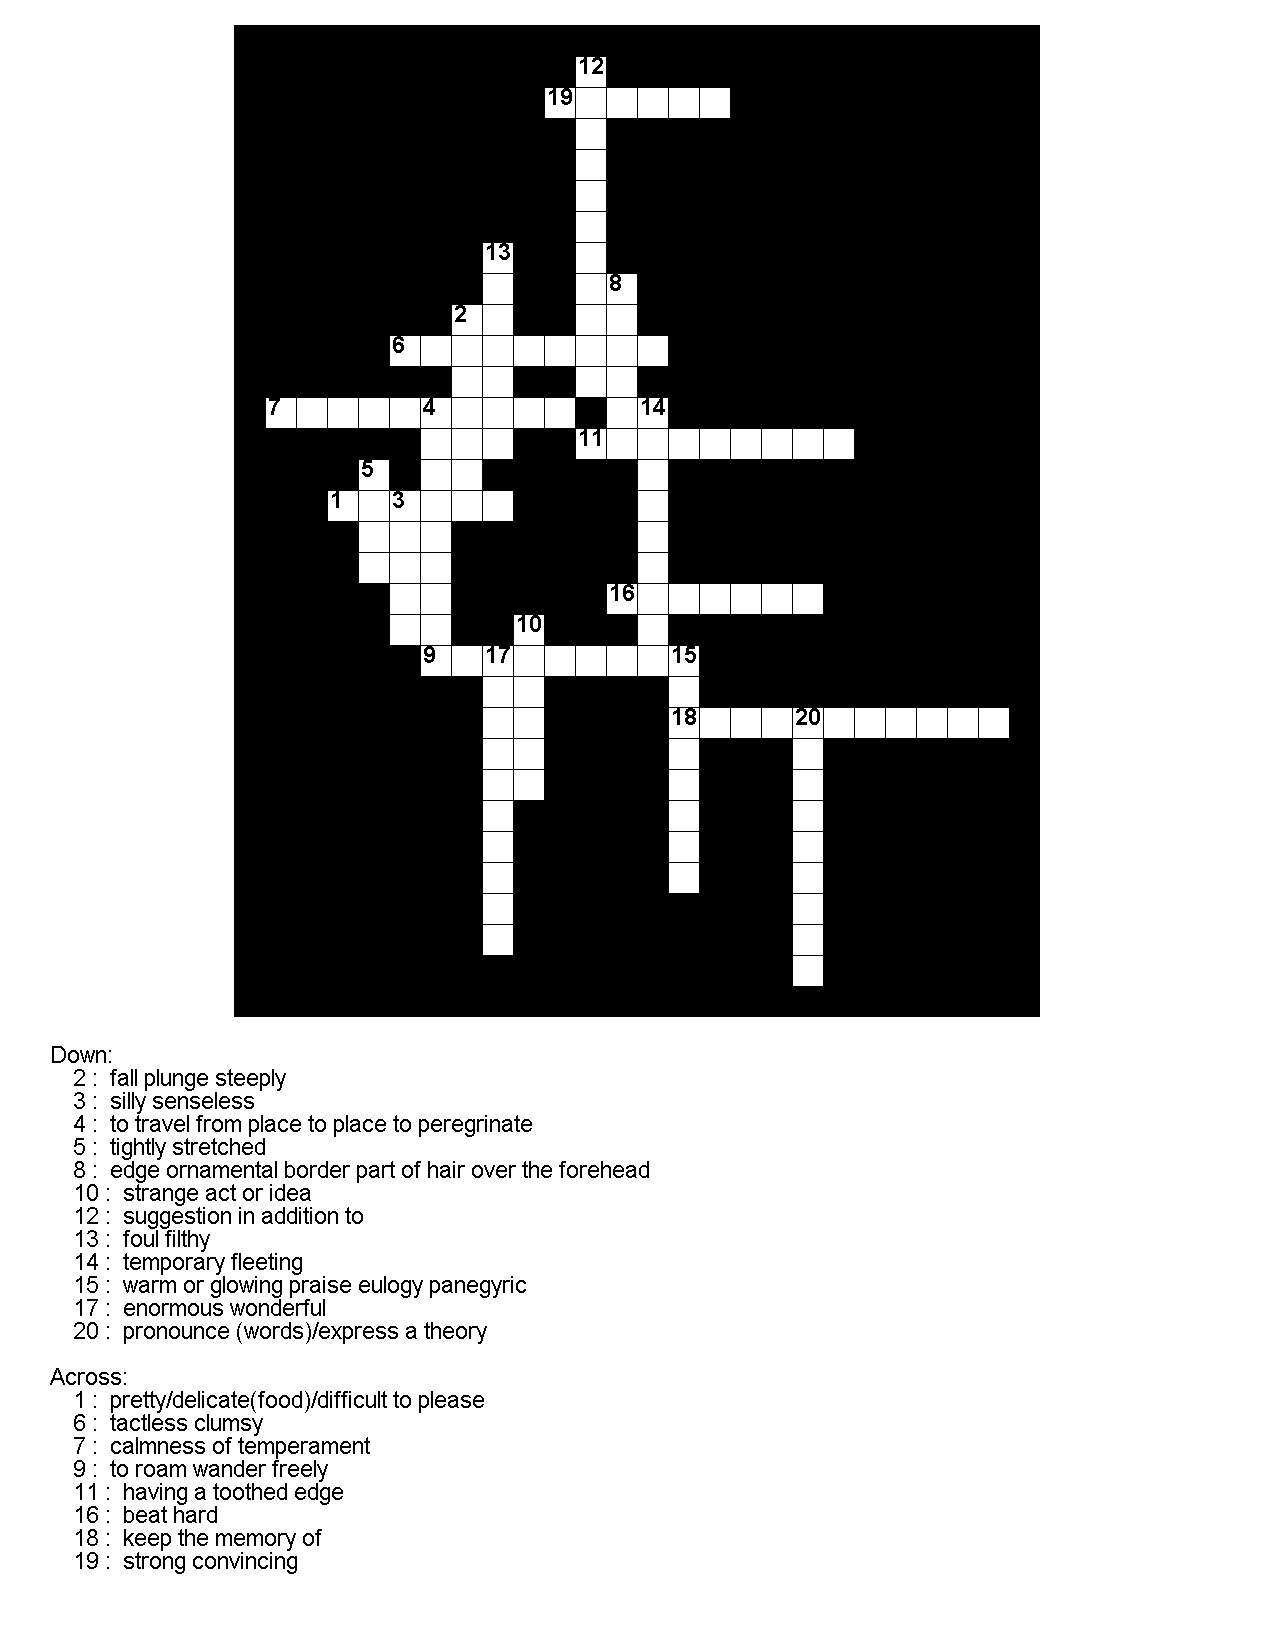 12
19
13
8
2
6
7 4 14
11
5
1 3
16
10
9 17 15
18 20
Down:
2 : fall plunge steeply
3 : silly senseless
4 : to travel from place to place to peregrinate
5 : tightly stretched
8 : edge ornamental border part of hair over the forehead
10 : strange act or idea
12 : suggestion in addition to
13 : foul filthy
14 : temporary fleeting
15 : warm or glowing praise eulogy panegyric
17 : enormous wonderful
20 : pronounce (words)/express a theory
Across:
1 : pretty/delicate(food)/difficult to please
6 : tactless clumsy
7 : calmness of temperament
9 : to roam wander freely
11 : having a toothed edge
16 : beat hard
18 : keep the memory of
19 : strong convincing